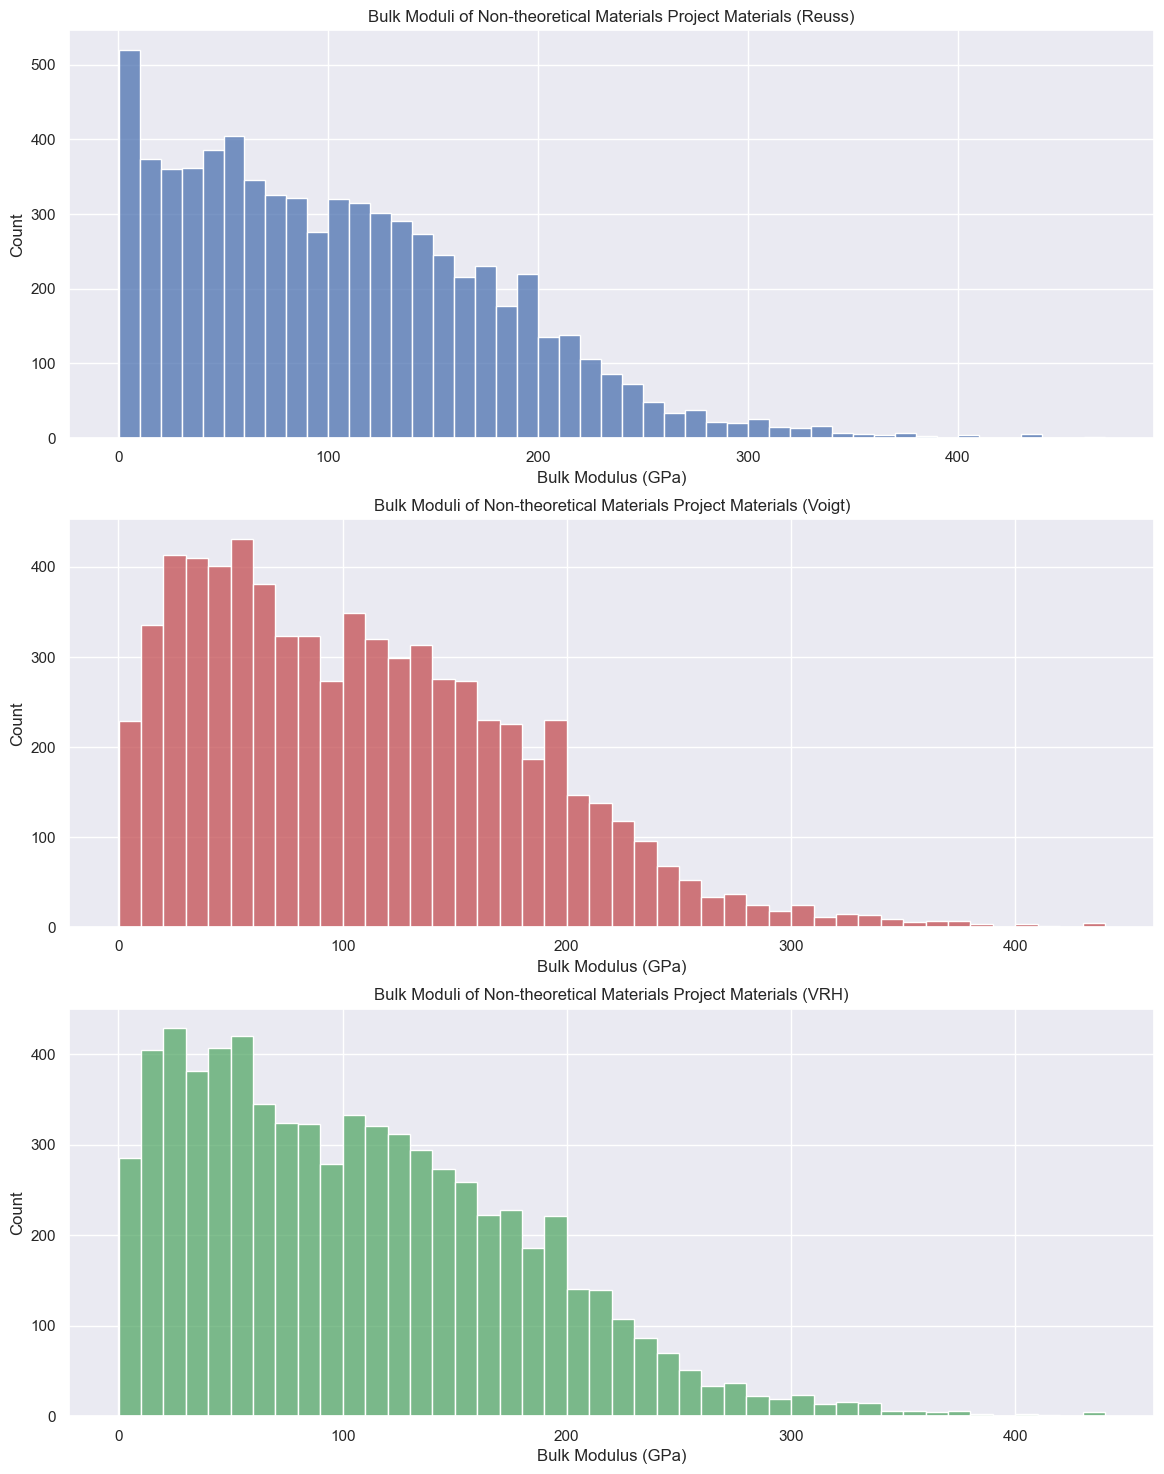 Bulk Moduli of Non-theoretical Materials Project Materials (Reuss)
500
400
300
200
100
0
Count
0 100 200 300 400
Bulk Modulus (GPa)
Bulk Moduli of Non-theoretical Materials Project Materials (Voigt)
400
300
200
100
0
Count
0 100 200 300 400
Bulk Modulus (GPa)
Bulk Moduli of Non-theoretical Materials Project Materials (VRH)
400
300
200
100
0
Count
0 100 200 300 400
Bulk Modulus (GPa)